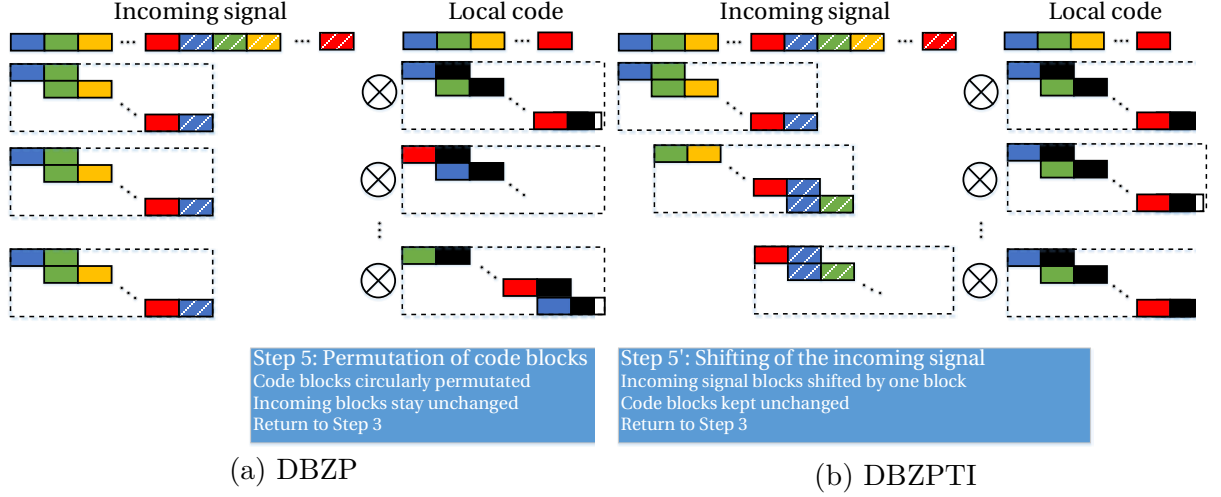 Incoming signal
Local code
Incoming signal
Local code
Step 5: Permutation of code blocks
Code blocks circularly permutated
Incoming blocks stay unchanged
Return to Step 3
Step 5': Shifting of the incoming signal
Incoming signal blocks shifted by one block
Code blocks kept unchanged
Return to Step 3
(a) DBZP
(b) DBZPTI